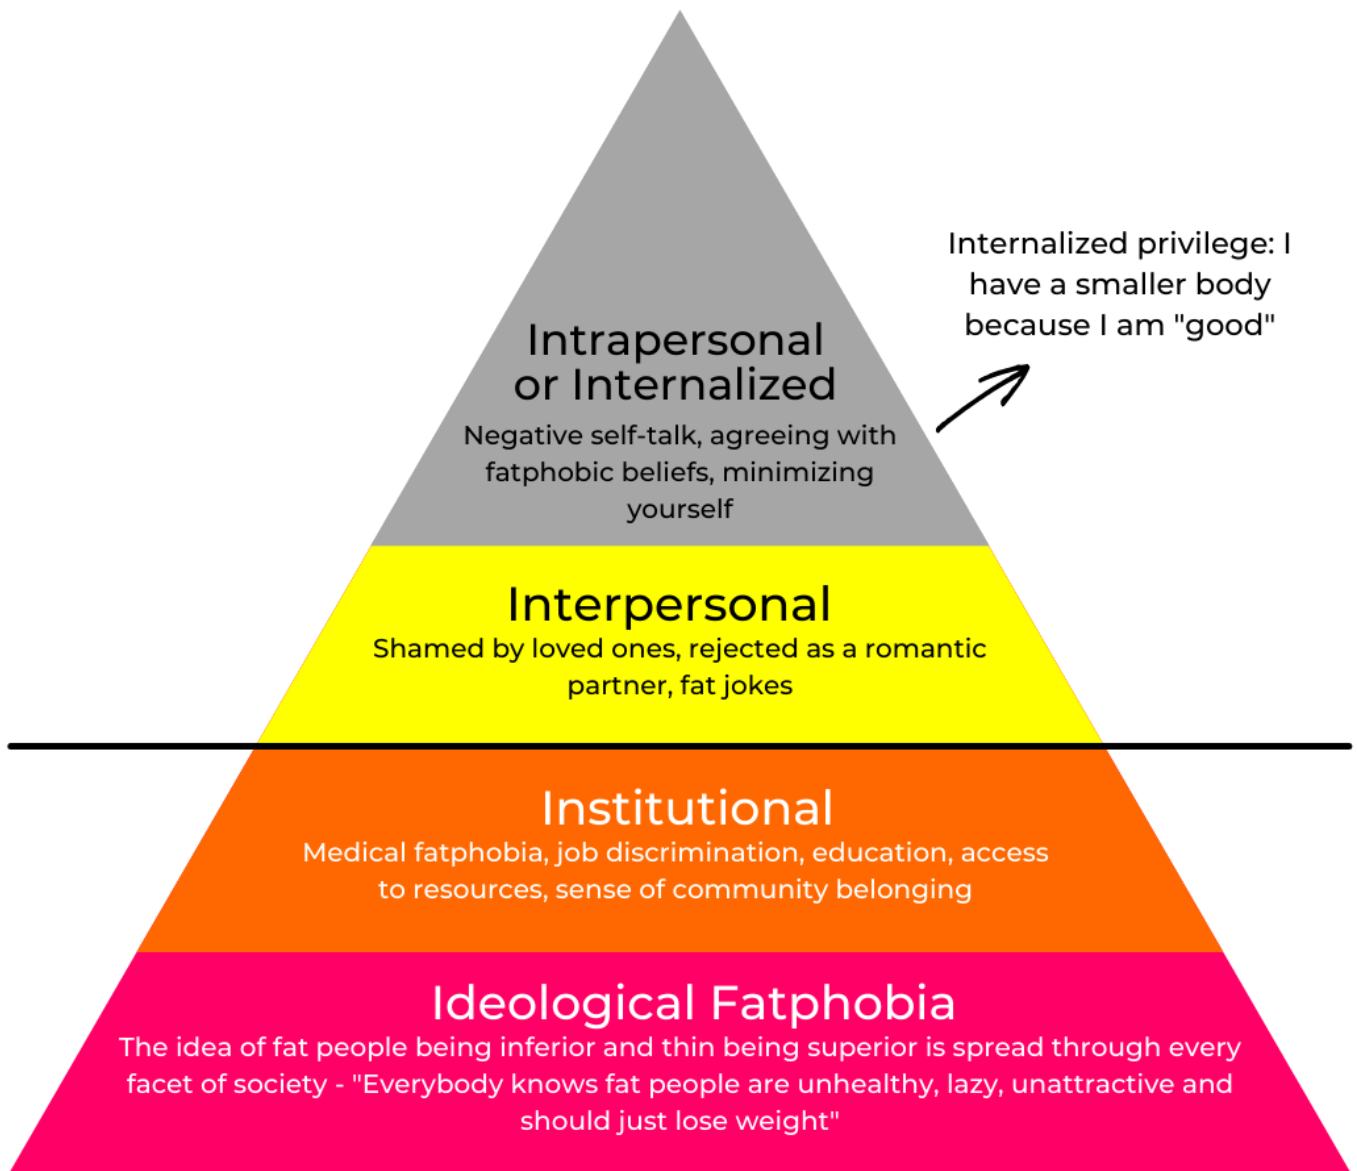 Internalized privilege: I
have a smaller body
because I am "good"
Intrapersonal
or Internalized
Negative self-talk, agreeing with
fatphobic beliefs, minimizing
yourself
Interpersonal
Shamed by loved ones, rejected as a romantic
partner, fat jokes
Institutional
Medical fatphobia, job discrimination, education, access
to resources, sense of community belonging
Ideological Fatphobia
The idea of fat people being inferior and thin being superior is spread through every
facet of society - "Everybody knows fat people are unhealthy, lazy, unattractive and
should just lose weight"